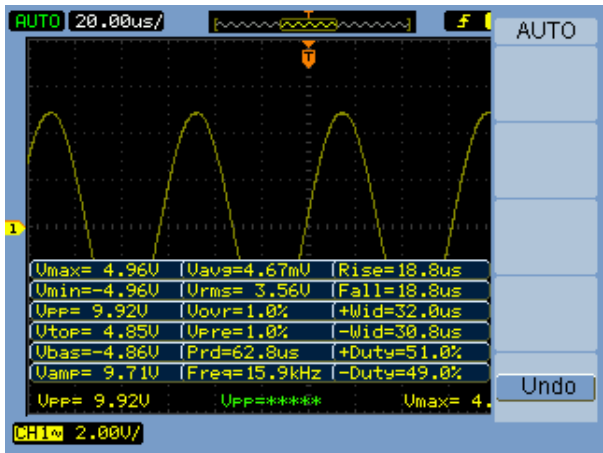 AUTO 20.00us/ f
AUTO
T
1
Vmax= 4.96V Vavg=4.67mV Rise=18.8us
Vmin=-4.96V Vrms= 3.56V Fall=18.8us
Vpp= 9.92V Vovr=1.0% +Wid=32.0us
Vtop= 4.85V Vpre=1.0% -Wid=30.8us
Vbas=-4.86V Prd=62.8us +Duty=51.0%
Vamp= 9.71V Freq=15.9kHz -Duty=49.0%
Undo
Vpp= 9.92V Vpp=***** Vmax= 4.
CH1~ 2.00V/